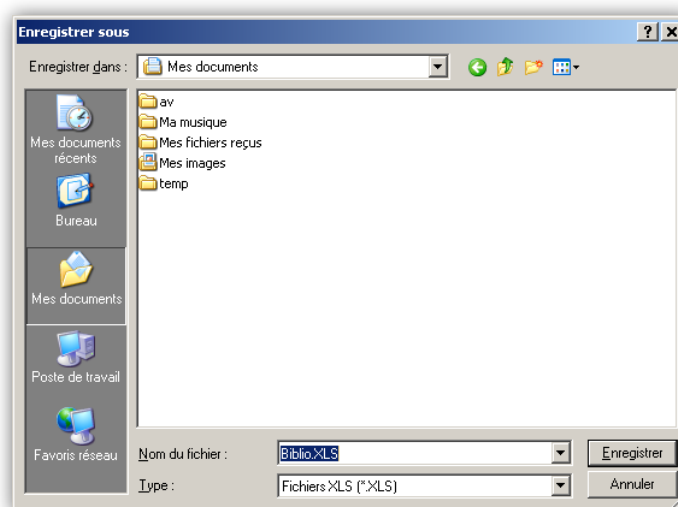 Enregistrer sous
Enregistrer dans :
Mes documents
av
Ma musique
Mes fichiers reçus
Mes images
temp
Mes documents
récents
Bureau
Mes documents
Poste de travail
Favoris réseau
Nom du fichier :
Biblio.XLS
Enregistrer
Type :
Fichiers XLS (*.XLS)
Annuler